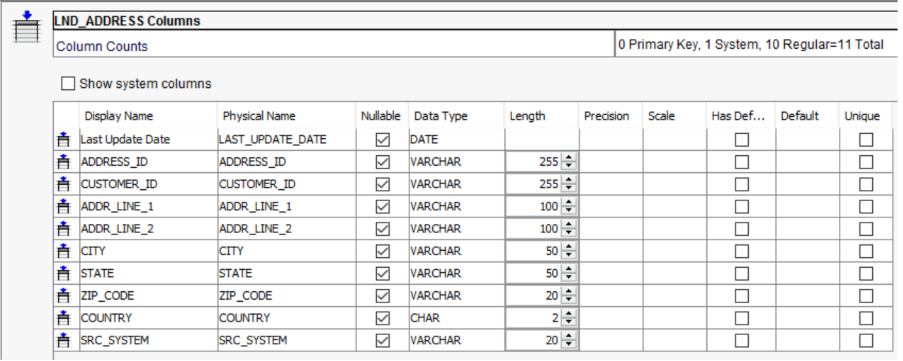 LND_ADDRESS Columns
Column Counts 0 Primary Key, 1 System, 10 Regular=11 Total
Show system columns
Display Name Physical Name Nullable Data Type Length Precision Scale Has Def... Default Unique
Last Update Date LAST_UPDATE_DATE DATE
ADDRESS_ID ADDRESS_ID VARCHAR 255
CUSTOMER_ID CUSTOMER_ID VARCHAR 255
ADDR_LINE_1 ADDR_LINE_1 VARCHAR 100
ADDR_LINE_2 ADDR_LINE_2 VARCHAR 100
CITY CITY VARCHAR 50
STATE STATE VARCHAR 50
ZIP_CODE ZIP_CODE VARCHAR 20
COUNTRY COUNTRY CHAR 2
SRC_SYSTEM SRC_SYSTEM VARCHAR 20